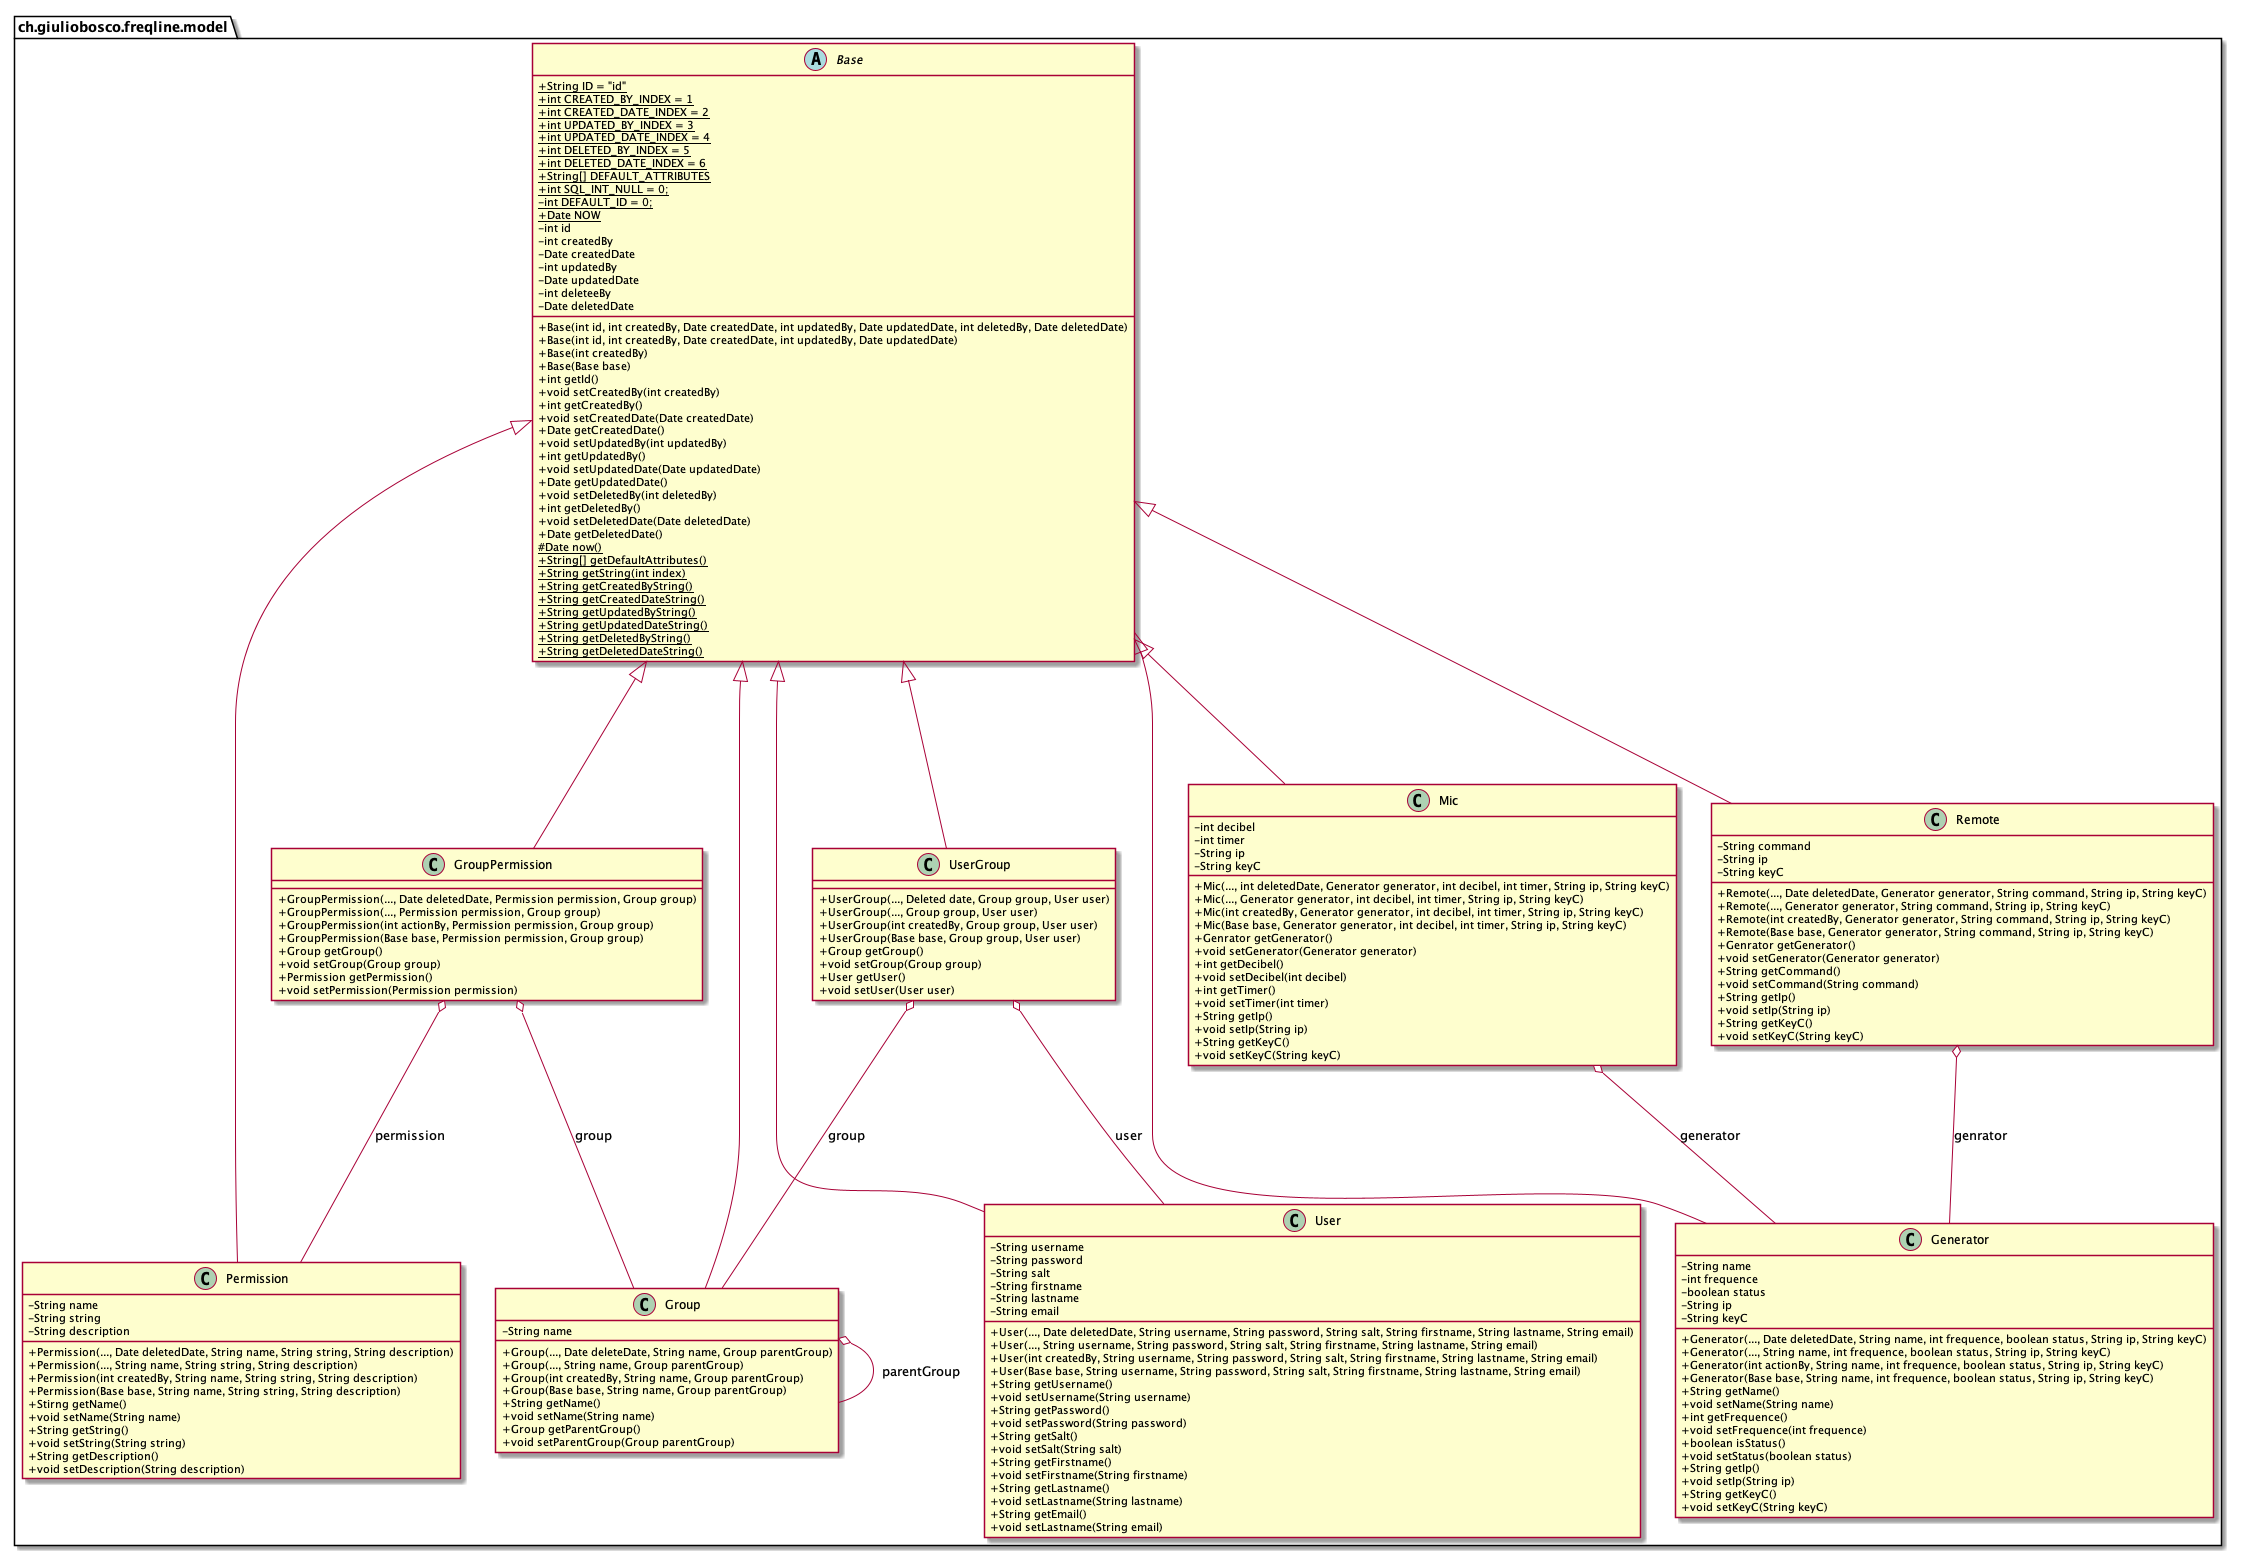 ch.giuliobosco.freqline.model
A Base
+String ID = "id"
+int CREATED_BY_INDEX = 1
+int CREATED_DATE_INDEX = 2
+int UPDATED_BY_INDEX = 3
+int UPDATED_DATE_INDEX = 4
+int DELETED_BY_INDEX = 5
+int DELETED_DATE_INDEX = 6
+String[] DEFAULT_ATTRIBUTES
+int SQL_INT_NULL = 0;
-int DEFAULT_ID = 0;
+Date NOW
-int id
-int createdBy
-Date createdDate
-int updatedBy
-Date updatedDate
-int deleteeBy
-Date deletedDate
+Base(int id, int createdBy, Date createdDate, int updatedBy, Date updatedDate, int deletedBy, Date deletedDate)
+Base(int id, int createdBy, Date createdDate, int updatedBy, Date updatedDate)
+Base(int createdBy)
+Base(Base base)
+int getId()
+void setCreatedBy(int createdBy)
+int getCreatedBy()
+void setCreatedDate(Date createdDate)
+Date getCreatedDate()
+void setUpdatedBy(int updatedBy)
+int getUpdatedBy()
+void setUpdatedDate(Date updatedDate)
+Date getUpdatedDate()
+void setDeletedBy(int deletedBy)
+int getDeletedBy()
+void setDeletedDate(Date deletedDate)
+Date getDeletedDate()
#Date now()
+String[] getDefaultAttributes()
+String getString(int index)
+String getCreatedByString()
+String getCreatedDateString()
+String getUpdatedByString()
+String getUpdatedDateString()
+String getDeletedByString()
+String getDeletedDateString()
C GroupPermission
+GroupPermission(..., Date deletedDate, Permission permission, Group group)
+GroupPermission(..., Permission permission, Group group)
+GroupPermission(int actionBy, Permission permission, Group group)
+GroupPermission(Base base, Permission permission, Group group)
+Group getGroup()
+void setGroup(Group group)
+Permission getPermission()
+void setPermission(Permission permission)
C UserGroup
+UserGroup(..., Deleted date, Group group, User user)
+UserGroup(..., Group group, User user)
+UserGroup(int createdBy, Group group, User user)
+UserGroup(Base base, Group group, User user)
+Group getGroup()
+void setGroup(Group group)
+User getUser()
+void setUser(User user)
C Mic
-int decibel
-int timer
-String ip
-String keyC
+Mic(..., int deletedDate, Generator generator, int decibel, int timer, String ip, String keyC)
+Mic(..., Generator generator, int decibel, int timer, String ip, String keyC)
+Mic(int createdBy, Generator generator, int decibel, int timer, String ip, String keyC)
+Mic(Base base, Generator generator, int decibel, int timer, String ip, String keyC)
+Genrator getGenerator()
+void setGenerator(Generator generator)
+int getDecibel()
+void setDecibel(int decibel)
+int getTimer()
+void setTimer(int timer)
+String getIp()
+void setIp(String ip)
+String getKeyC()
+void setKeyC(String keyC)
C Remote
-String command
-String ip
-String keyC
+Remote(..., Date deletedDate, Generator generator, String command, String ip, String keyC)
+Remote(..., Generator generator, String command, String ip, String keyC)
+Remote(int createdBy, Generator generator, String command, String ip, String keyC)
+Remote(Base base, Generator generator, String command, String ip, String keyC)
+Genrator getGenerator()
+void setGenerator(Generator generator)
+String getCommand()
+void setCommand(String command)
+String getIp()
+void setIp(String ip)
+String getKeyC()
+void setKeyC(String keyC)
permission
group
group
user
generator
genrator
C Permission
-String name
-String string
-String description
+Permission(..., Date deletedDate, String name, String string, String description)
+Permission(..., String name, String string, String description)
+Permission(int createdBy, String name, String string, String description)
+Permission(Base base, String name, String string, String description)
+Stirng getName()
+void setName(String name)
+String getString()
+void setString(String string)
+String getDescription()
+void setDescription(String description)
C Group
-String name
+Group(..., Date deleteDate, String name, Group parentGroup)
+Group(..., String name, Group parentGroup)
+Group(int createdBy, String name, Group parentGroup)
+Group(Base base, String name, Group parentGroup)
+String getName()
+void setName(String name)
+Group getParentGroup()
+void setParentGroup(Group parentGroup)
parentGroup
C User
-String username
-String password
-String salt
-String firstname
-String lastname
-String email
+User(..., Date deletedDate, String username, String password, String salt, String firstname, String lastname, String email)
+User(..., String username, String password, String salt, String firstname, String lastname, String email)
+User(int createdBy, String username, String password, String salt, String firstname, String lastname, String email)
+User(Base base, String username, String password, String salt, String firstname, String lastname, String email)
+String getUsername()
+void setUsername(String username)
+String getPassword()
+void setPassword(String password)
+String getSalt()
+void setSalt(String salt)
+String getFirstname()
+void setFirstname(String firstname)
+String getLastname()
+void setLastname(String lastname)
+String getEmail()
+void setLastname(String email)
C Generator
-String name
-int frequence
-boolean status
-String ip
-String keyC
+Generator(..., Date deletedDate, String name, int frequence, boolean status, String ip, String keyC)
+Generator(..., String name, int frequence, boolean status, String ip, String keyC)
+Generator(int actionBy, String name, int frequence, boolean status, String ip, String keyC)
+Generator(Base base, String name, int frequence, boolean status, String ip, String keyC)
+String getName()
+void setName(String name)
+int getFrequence()
+void setFrequence(int frequence)
+boolean isStatus()
+void setStatus(boolean status)
+String getIp()
+void setIp(String ip)
+String getKeyC()
+void setKeyC(String keyC)